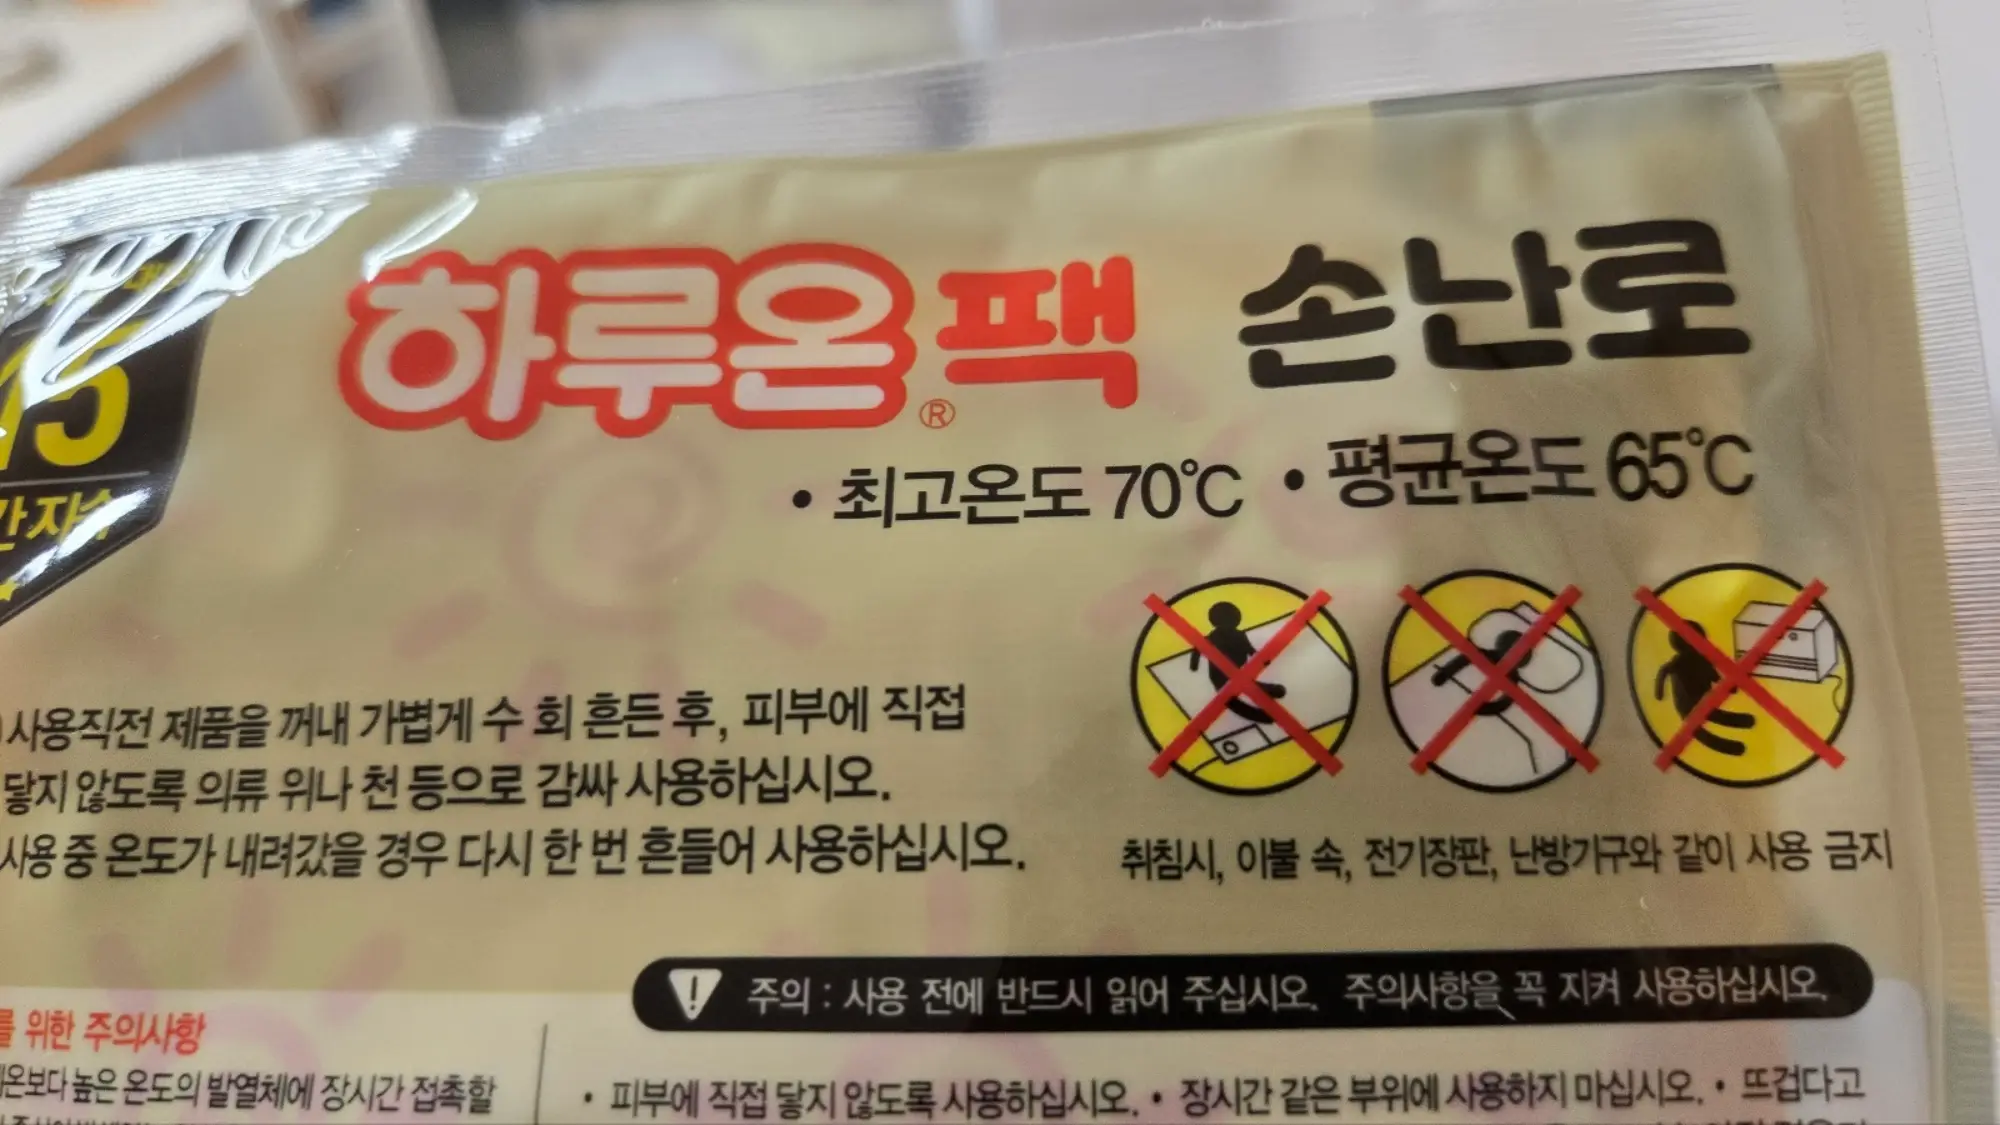 하루온® 팩 손난로
15
간 지속
• 최고온도 70℃ • 평균온도 65℃
사용직전 제품을 꺼내 가볍게 수 회 흔든 후, 피부에 직접
닿지 않도록 의류 위나 천 등으로 감싸 사용하십시오.
사용 중 온도가 내려갔을 경우 다시 한 번 흔들어 사용하십시오.
취침시, 이불 속, 전기장판, 난방기구와 같이 사용 금지
! 주의 : 사용 전에 반드시 읽어 주십시오. 주의사항을 꼭 지켜 사용하십시오.
를 위한 주의사항
온보다 높은 온도의 발열체에 장시간 접촉할
• 피부에 직접 닿지 않도록 사용하십시오. • 장시간 같은 부위에 사용하지 마십시오. • 뜨겁다고